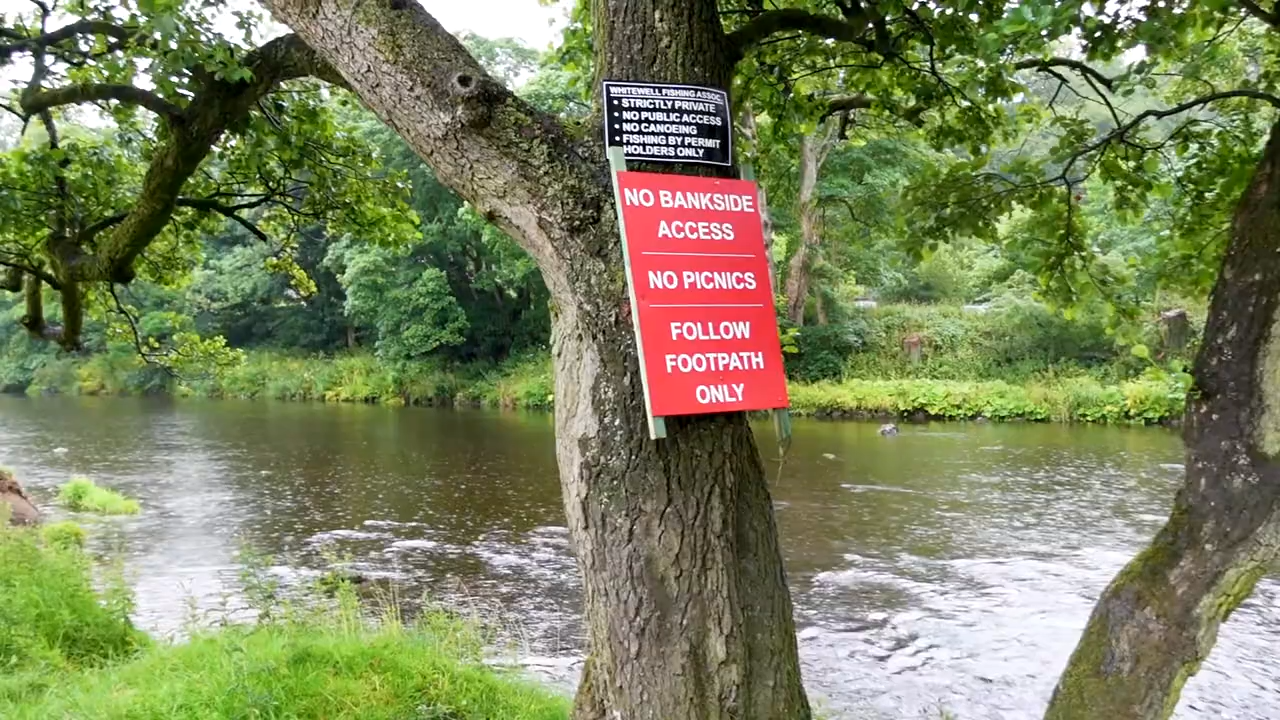 WHITEWELL FISHING ASSOC.
• STRICTLY PRIVATE
• NO PUBLIC ACCESS
• NO CANOEING
• FISHING BY PERMIT
HOLDERS ONLY
NO BANKSIDE
ACCESS
NO PICNICS
FOLLOW
FOOTPATH
ONLY